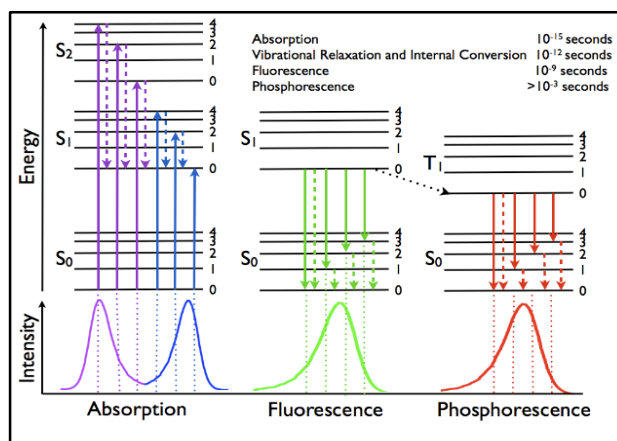 Energy
Intensity
S2
4
3
2
1
0
S1
4
3
2
1
0
S0
4
3
2
1
0
Absorption
Absorption 10-15 seconds
Vibrational Relaxation and Internal Conversion 10-12 seconds
Fluorescence 10-9 seconds
Phosphorescence >10-3 seconds
S1
4
3
2
1
0
S0
4
3
2
1
0
Fluorescence
T1
4
3
2
1
0
S0
4
3
2
1
0
Phosphorescence